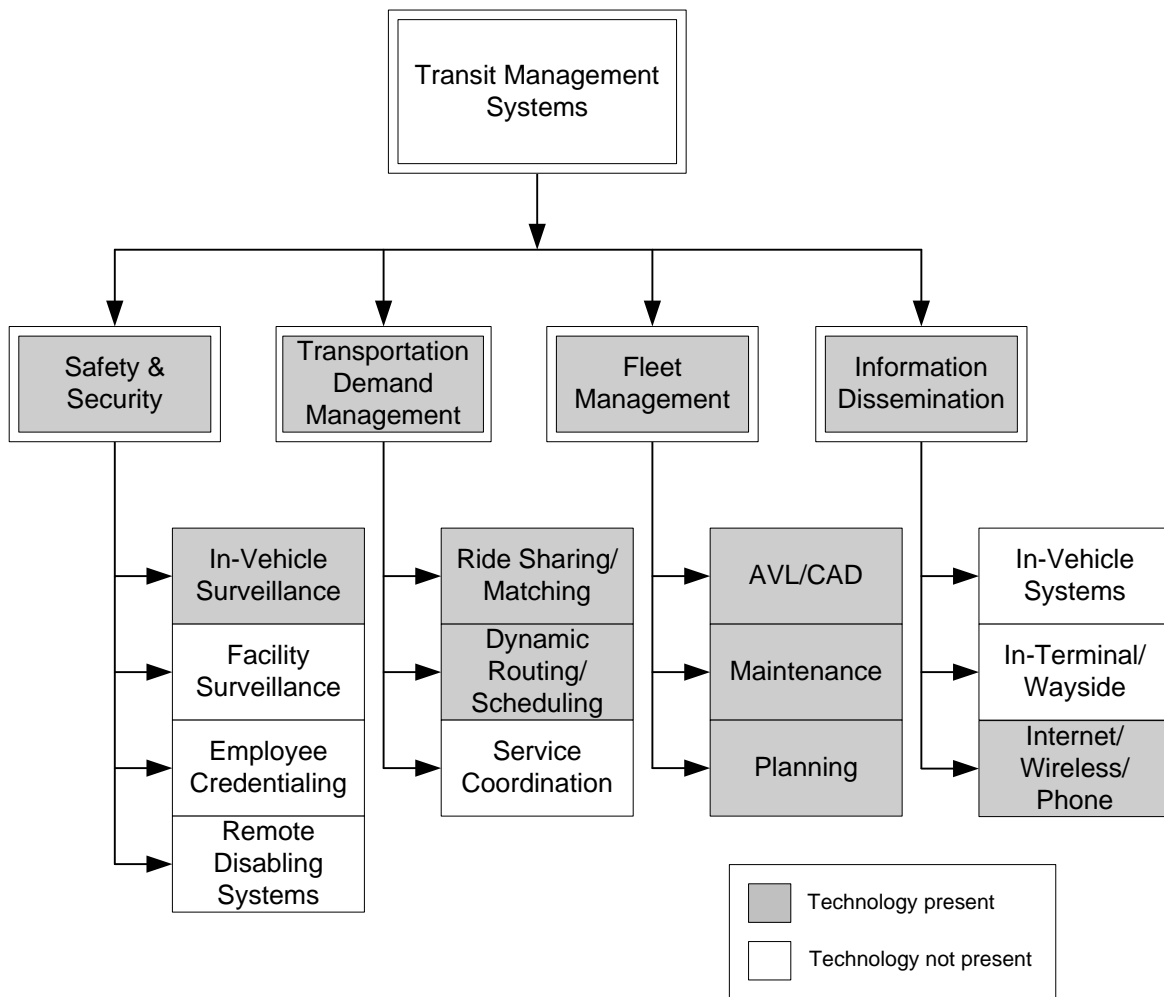 Transit Management
Systems
Safety &
Security
Transportation
Demand
Management
Fleet
Management
Information
Dissemination
In-Vehicle
Surveillance
Facility
Surveillance
Employee
Credentialing
Remote
Disabling
Systems
Ride Sharing/
Matching
Dynamic
Routing/
Scheduling
Service
Coordination
AVL/CAD
Maintenance
Planning
In-Vehicle
Systems
In-Terminal/
Wayside
Internet/
Wireless/
Phone
Technology present
Technology not present